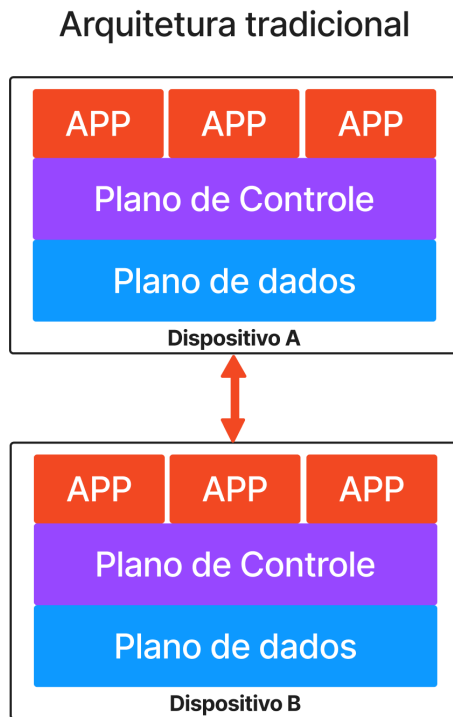 Arquitetura tradicional
APP APP APP
Plano de Controle
Plano de dados
Dispositivo A
APP APP APP
Plano de Controle
Plano de dados
Dispositivo B